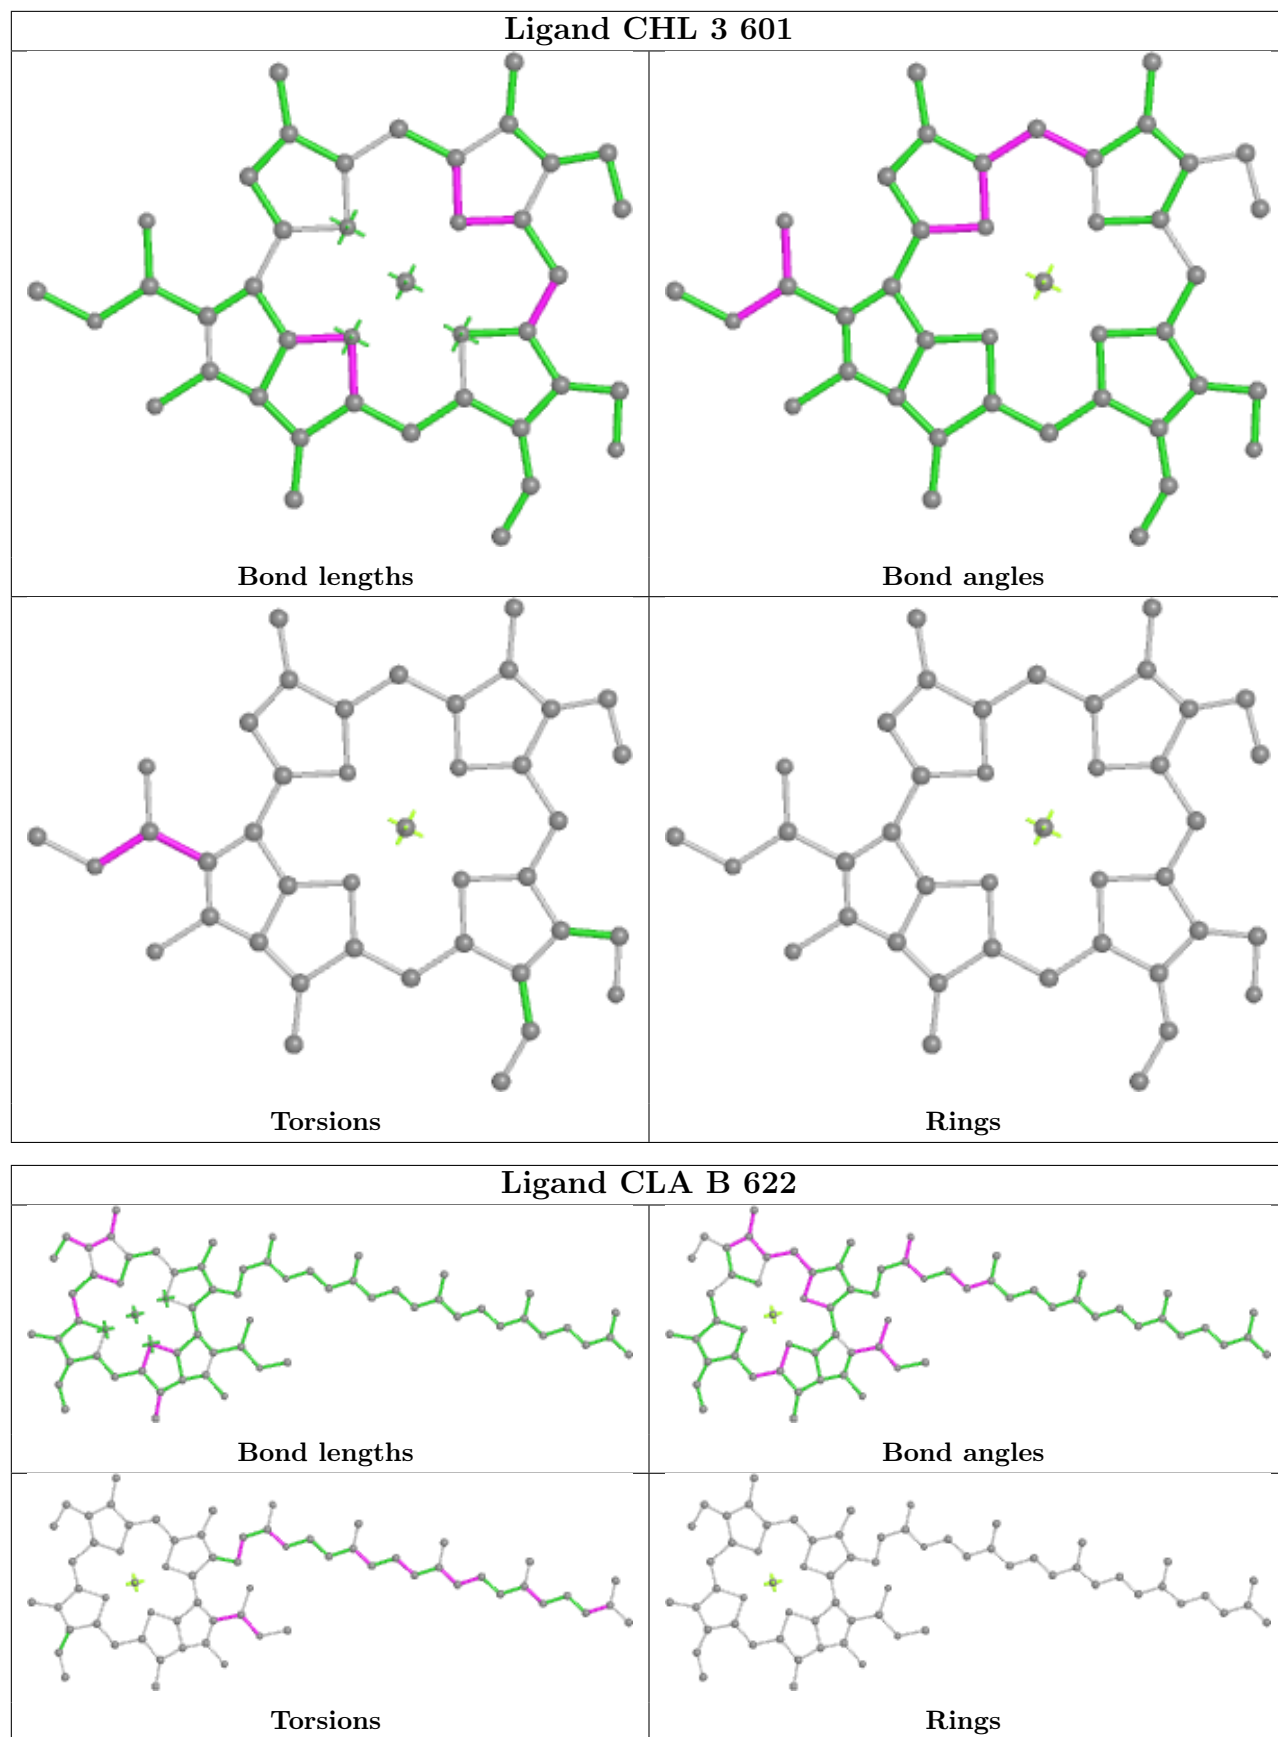 Ligand CHL 3 601
Bond lengths
Bond angles
Torsions
Rings
Ligand CLA B 622
Bond lengths
Bond angles
Torsions
Rings